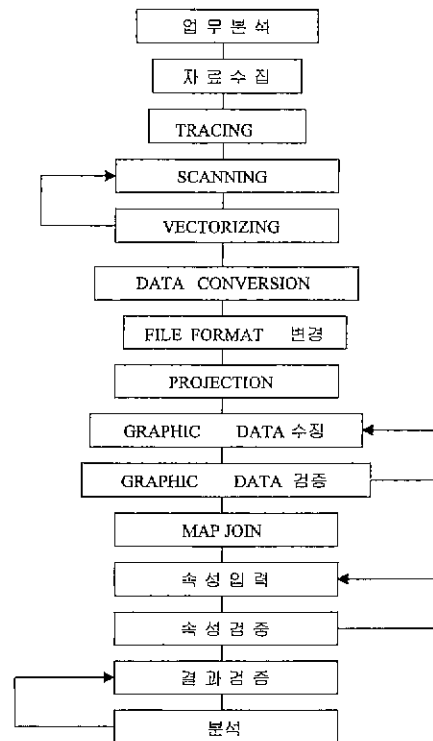 업무분석
자료수집
TRACING
SCANNING
VECTORIZING
DATA CONVERSION
FILE FORMAT 변경
PROJECTION
GRAPHIC DATA 수정
GRAPHIC DATA 검증
MAP JOIN
속성입력
속성검증
결과검증
분석